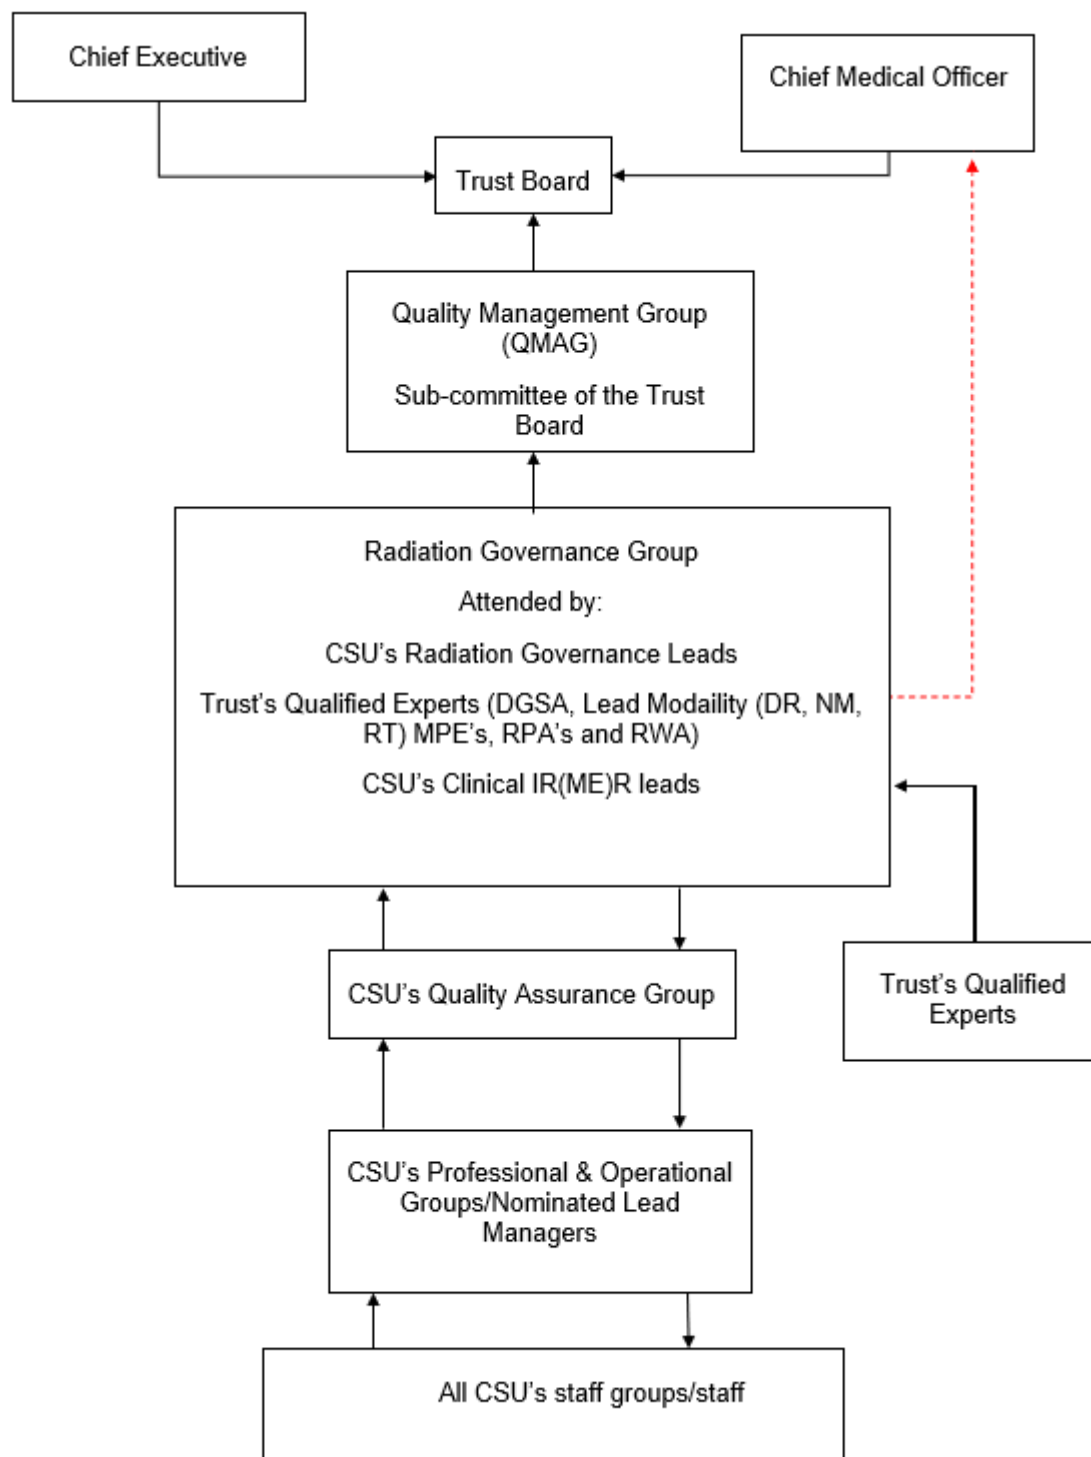 Chief Executive
Chief Medical Officer
Trust Board
Quality Management Group
(QMAG)
Sub-committee of the Trust
Board
Radiation Governance Group
Attended by:
CSU’s Radiation Governance Leads
Trust’s Qualified Experts (DGSA, Lead Modaility (DR, NM,
RT) MPE’s, RPA’s and RWA)
CSU’s Clinical IR(ME)R leads
CSU’s Quality Assurance Group
Trust’s Qualified
Experts
CSU’s Professional & Operational
Groups/Nominated Lead
Managers
All CSU’s staff groups/staff